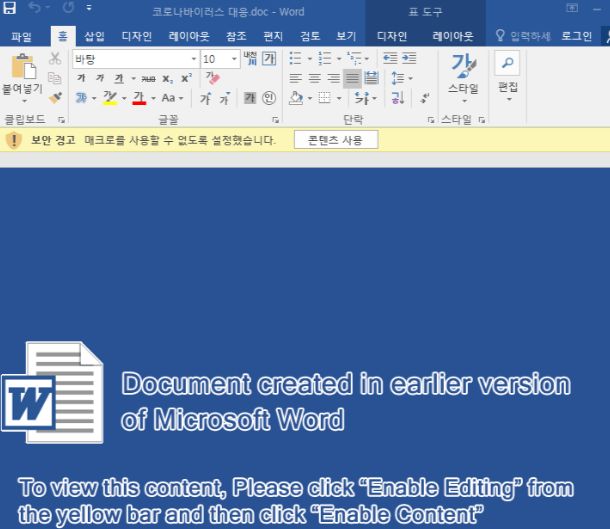 코로나바이러스 대응.doc - Word
표 도구
파일 홈 삽입 디자인 레이아웃 참조 편지 검토 보기 디자인 레이아웃 입력하세 로그인
붙여넣기
바탕 10
가 가 가 abc x₂ x²
Aa 가 가 가
스타일
편집
클립보드 글꼴 단락 스타일
보안 경고 매크로를 사용할 수 없도록 설정했습니다. 콘텐츠 사용
W
Document created in earlier version
of Microsoft Word
To view this content, Please click “Enable Editing” from
the yellow bar and then click “Enable Content”